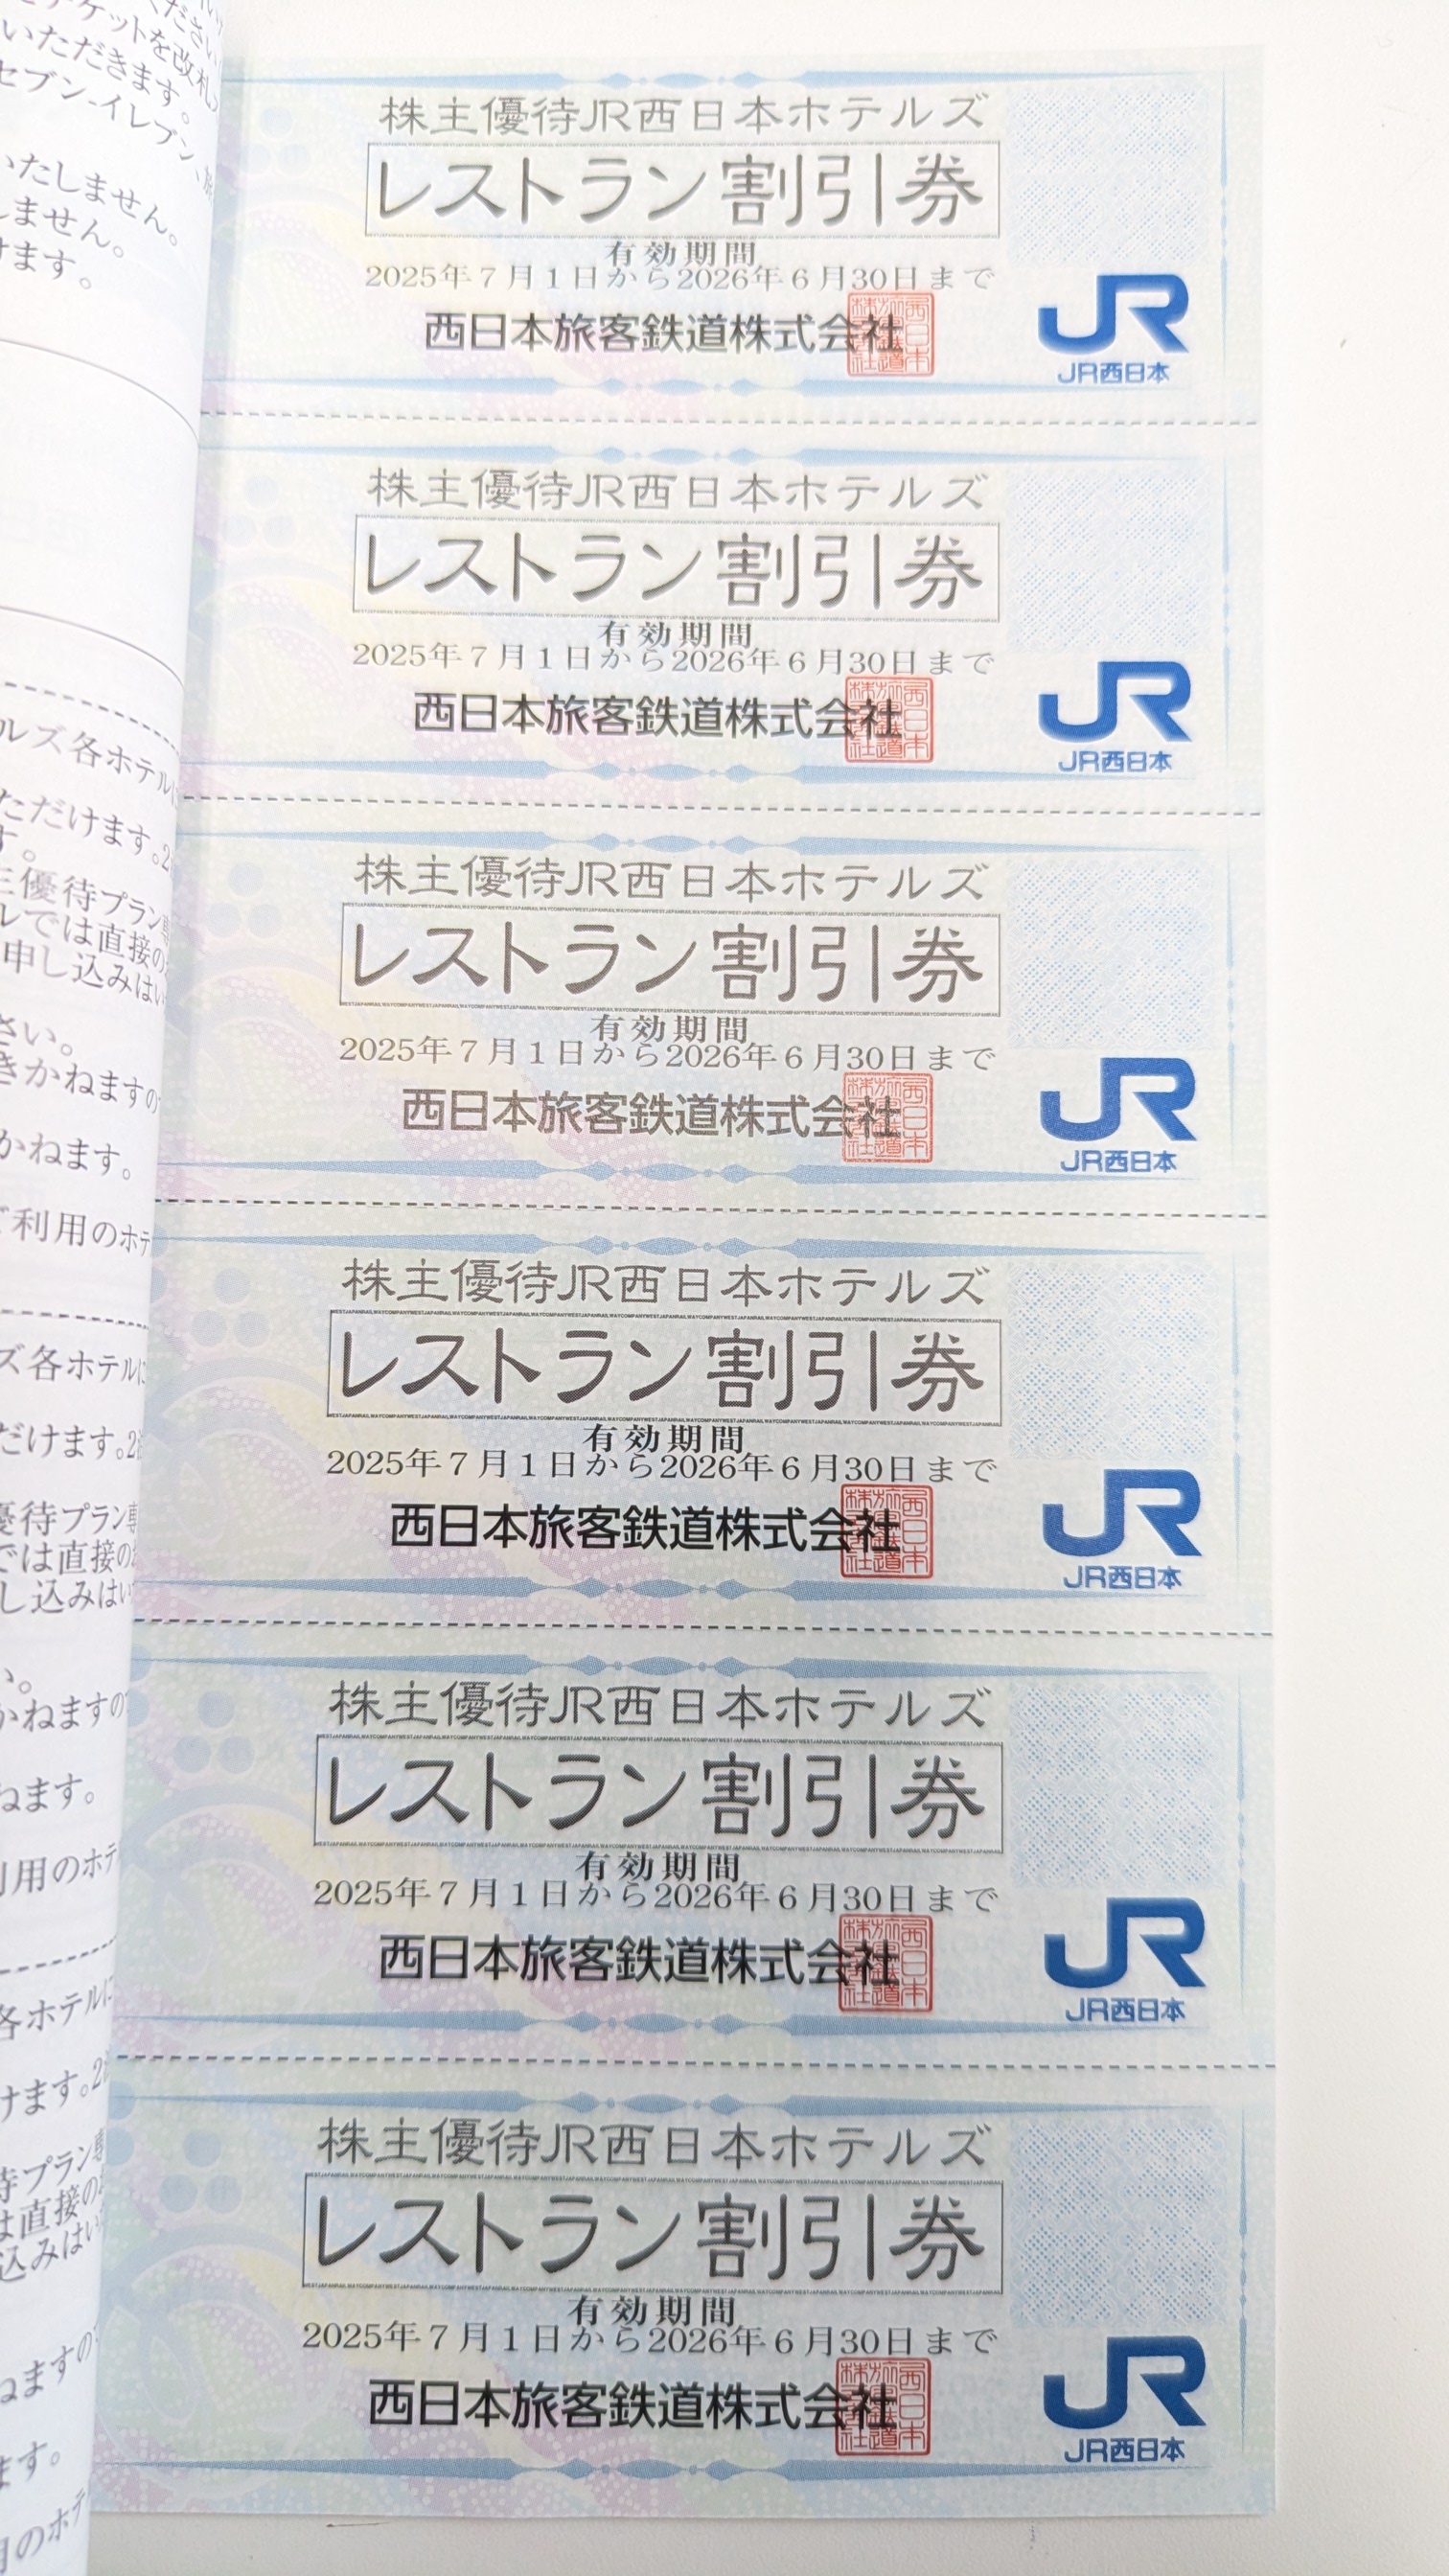 ください
チケットを改札
いただきます。
セブン-イレブン、
いたしません。
しません。
けます。
ルズ各ホテル
ただけます。
す。
主優待プラン専
ルでは直接の
申し込みは
さい。
きかねますの
かねます。
ご利用のホテ
ズ各ホテルに
だけます。
優待プラン専
では直接の
し込みは
い。
かねますの
ねます。
利用のホテ
各ホテルに
けます。
待プラン専
は直接の
込みは
ねますの
ます。
用のホテ
株主優待JR西日本ホテルズ
レストラン割引券
有効期間
2025年7月1日から2026年6月30日まで
西日本旅客鉄道株式会社
JR
JR西日本
株主優待JR西日本ホテルズ
レストラン割引券
有効期間
2025年7月1日から2026年6月30日まで
西日本旅客鉄道株式会社
JR
JR西日本
株主優待JR西日本ホテルズ
レストラン割引券
有効期間
2025年7月1日から2026年6月30日まで
西日本旅客鉄道株式会社
JR
JR西日本
株主優待JR西日本ホテルズ
レストラン割引券
有効期間
2025年7月1日から2026年6月30日まで
西日本旅客鉄道株式会社
JR
JR西日本
株主優待JR西日本ホテルズ
レストラン割引券
有効期間
2025年7月1日から2026年6月30日まで
西日本旅客鉄道株式会社
JR
JR西日本
株主優待JR西日本ホテルズ
レストラン割引券
有効期間
2025年7月1日から2026年6月30日まで
西日本旅客鉄道株式会社
JR
JR西日本